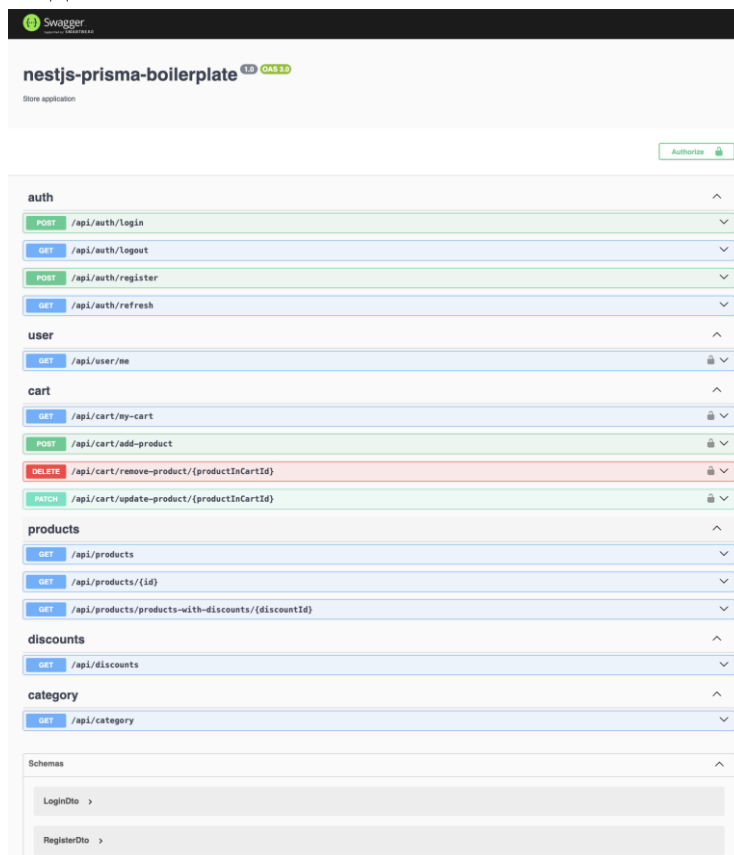 Swagger.
Supported by SMARTBEAR
nestjs-prisma-boilerplate 1.0 OAS 3.0
Store application
Authorize
auth
POST /api/auth/login
GET /api/auth/logout
POST /api/auth/register
GET /api/auth/refresh
user
GET /api/user/me
cart
GET /api/cart/my-cart
POST /api/cart/add-product
DELETE /api/cart/remove-product/{productInCartId}
PATCH /api/cart/update-product/{productInCartId}
products
GET /api/products
GET /api/products/{id}
GET /api/products/products-with-discounts/{discountId}
discounts
GET /api/discounts
category
GET /api/category
Schemas
LoginDto
RegisterDto